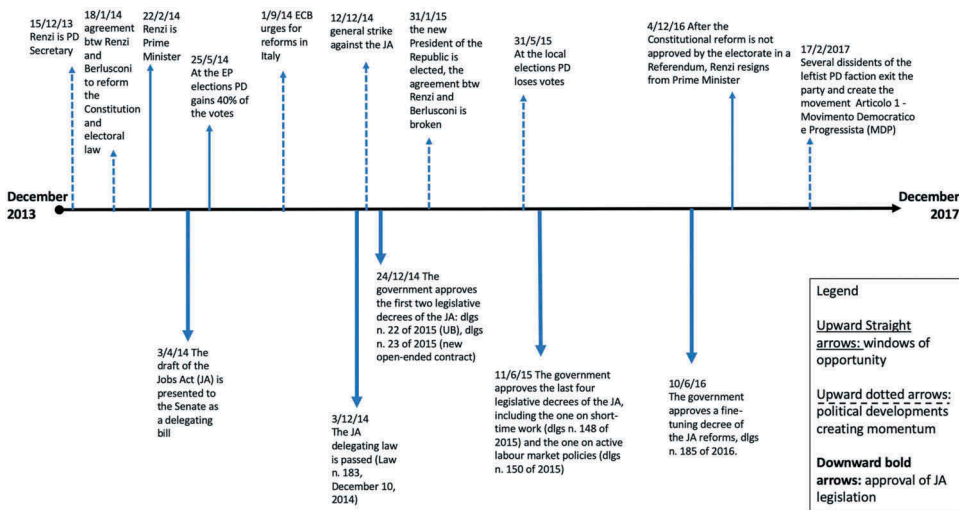 15/12/13
Renzi is PD
Secretary
18/1/14
agreement
btw Renzi
and
Berlusconi
to reform
the
Constitution
and
electoral
law
22/2/14
Renzi is
Prime
Minister
25/5/14
At the EP
elections PD
gains 40% of
the votes
1/9/14 ECB
urges for
reforms in
Italy
12/12/14
general strike
against the JA
31/1/15
the new
President of
the Republic
is elected, the
agreement btw
Renzi and
Berlusconi is
broken
31/5/15
At the local
elections PD
loses votes
4/12/16 After the
Constitutional reform is not
approved by the electorate in a
Referendum, Renzi resigns
from Prime Minister
17/2/2017
Several dissidents of the
leftist PD faction exit the
party and create the
movement Articolo 1 -
Movimento Democratico
e Progressista (MDP)
December
2013
December
2017
3/4/14 The
draft of the
Jobs Act (JA) is
presented to
the Senate as
a delegating
bill
3/12/14
The JA
delegating law
is passed (Law
n. 183,
December 10,
2014)
24/12/14 The
government approves
the first two legislative
decrees of the JA: dlgs
n. 22 of 2015 (UB), dlgs
n. 23 of 2015 (new
open-ended contract)
11/6/15 The government
approves the last four
legislative decrees of the JA,
including the one on short-
time work (dlgs n. 148 of
2015) and the one on active
labour market policies (dlgs
n. 150 of 2015)
10/6/16
The government
approves a fine-
tuning decree of
the JA reforms, dlgs
n. 185 of 2016.
Legend
Upward Straight
arrows: windows of
opportunity
Upward dotted arrows:
political developments
creating momentum
Downward bold
arrows: approval of JA
legislation